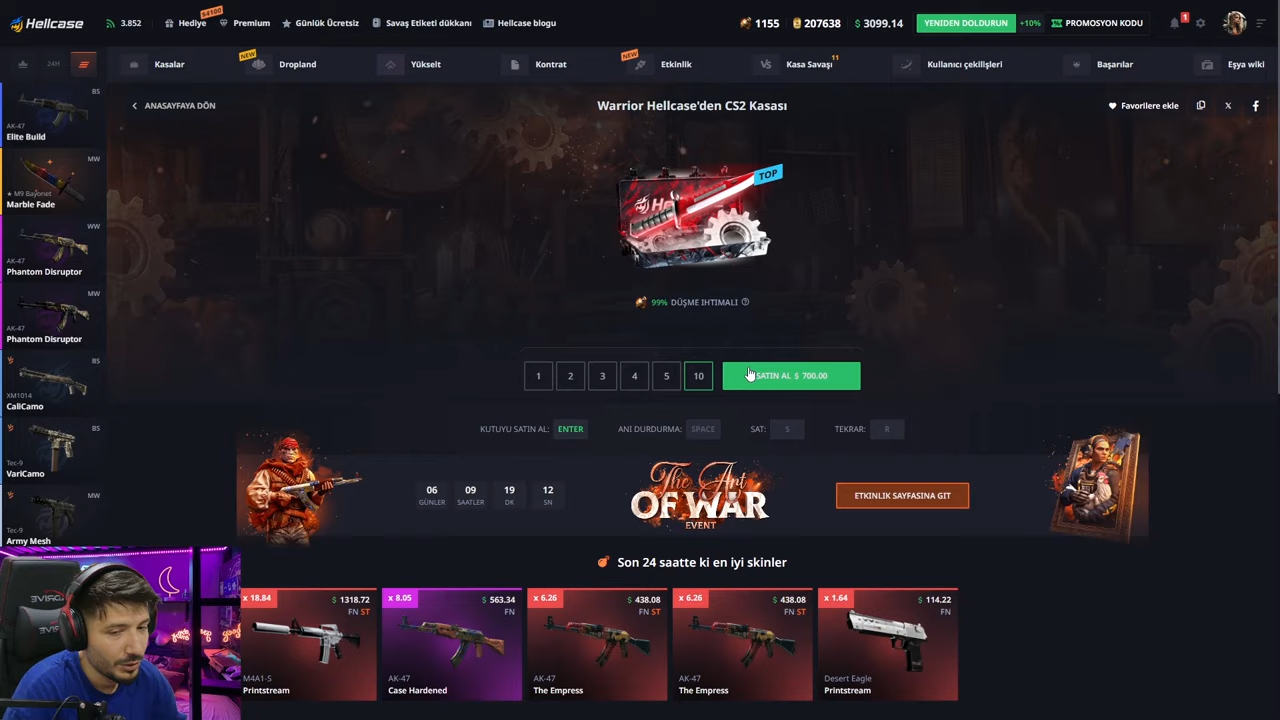 Hellcase
3.852
Hediye
$4100
Premium
Günlük Ücretsiz
Savaş Etiketi dükkanı
Hellcase blogu
1155
207638
$ 3099.14
YENİDEN DOLDURUN
+10%
PROMOSYON KODU
1
24H
Kasalar
NEW
Dropland
Yükselt
Kontrat
NEW
Etkinlik
VS
Kasa Savaşı
11
Kullanıcı çekilişleri
Başarılar
Eşya wiki
ANASAYFAYA DÖN
Warrior Hellcase'den CS2 Kasası
Favorilere ekle
BS
AK-47
Elite Build
MW
★ M9 Bayonet
Marble Fade
WW
AK-47
Phantom Disruptor
MW
AK-47
Phantom Disruptor
BS
XM1014
CaliCamo
BS
Tec-9
VariCamo
MW
Tec-9
Army Mesh
TOP
99% DÜŞME IHTIMALI
1
2
3
4
5
10
SATIN AL $ 700.00
KUTUYU SATIN AL: ENTER
ANI DURDURMA: SPACE
SAT: S
TEKRAR: R
06
GÜNLER
09
SAATLER
19
DK
12
SN
The Art
OF WAR
EVENT
ETKINLIK SAYFASINA GIT
Son 24 saatte ki en iyi skinler
x 18.84
$ 1318.72
FN ST
M4A1-S
Printstream
x 8.05
$ 563.34
FN
AK-47
Case Hardened
x 6.26
$ 438.08
FN ST
AK-47
The Empress
x 6.26
$ 438.08
FN ST
AK-47
The Empress
x 1.64
$ 114.22
FN
Desert Eagle
Printstream